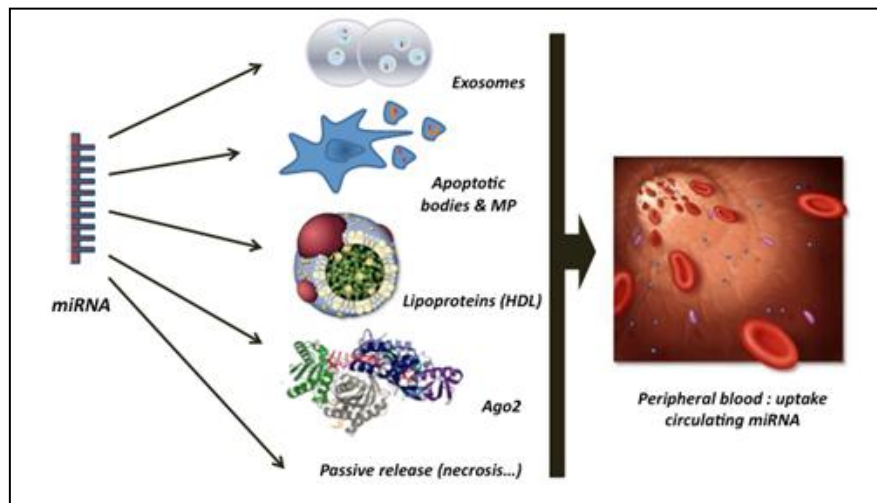 miRNA
Exosomes
Apoptotic
bodies & MP
Lipoproteins (HDL)
Ago2
Passive release (necrosis...)
Peripheral blood : uptake
circulating miRNA